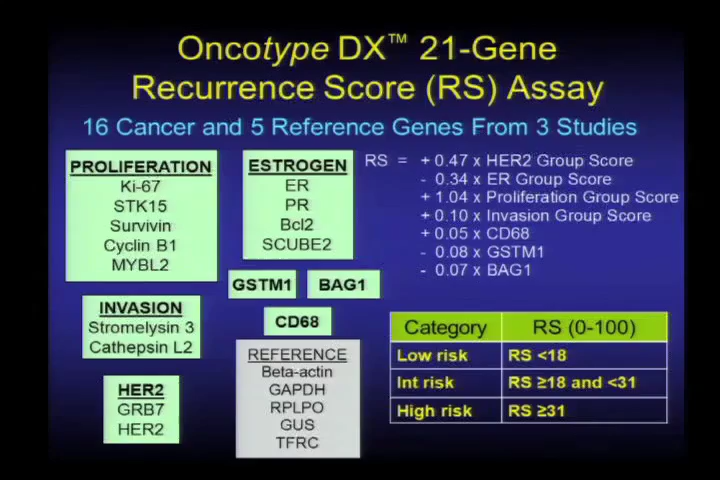 Oncotype DX™ 21-Gene
Recurrence Score (RS) Assay
16 Cancer and 5 Reference Genes From 3 Studies
PROLIFERATION
Ki-67
STK15
Survivin
Cyclin B1
MYBL2
ESTROGEN
ER
PR
Bcl2
SCUBE2
RS = + 0.47 x HER2 Group Score
- 0.34 x ER Group Score
+ 1.04 x Proliferation Group Score
+ 0.10 x Invasion Group Score
+ 0.05 x CD68
- 0.08 x GSTM1
- 0.07 x BAG1
GSTM1
BAG1
INVASION
Stromelysin 3
Cathepsin L2
CD68
HER2
GRB7
HER2
REFERENCE
Beta-actin
GAPDH
RPLPO
GUS
TFRC
Category RS (0-100)
Low risk RS <18
Int risk RS ≥18 and <31
High risk RS ≥31